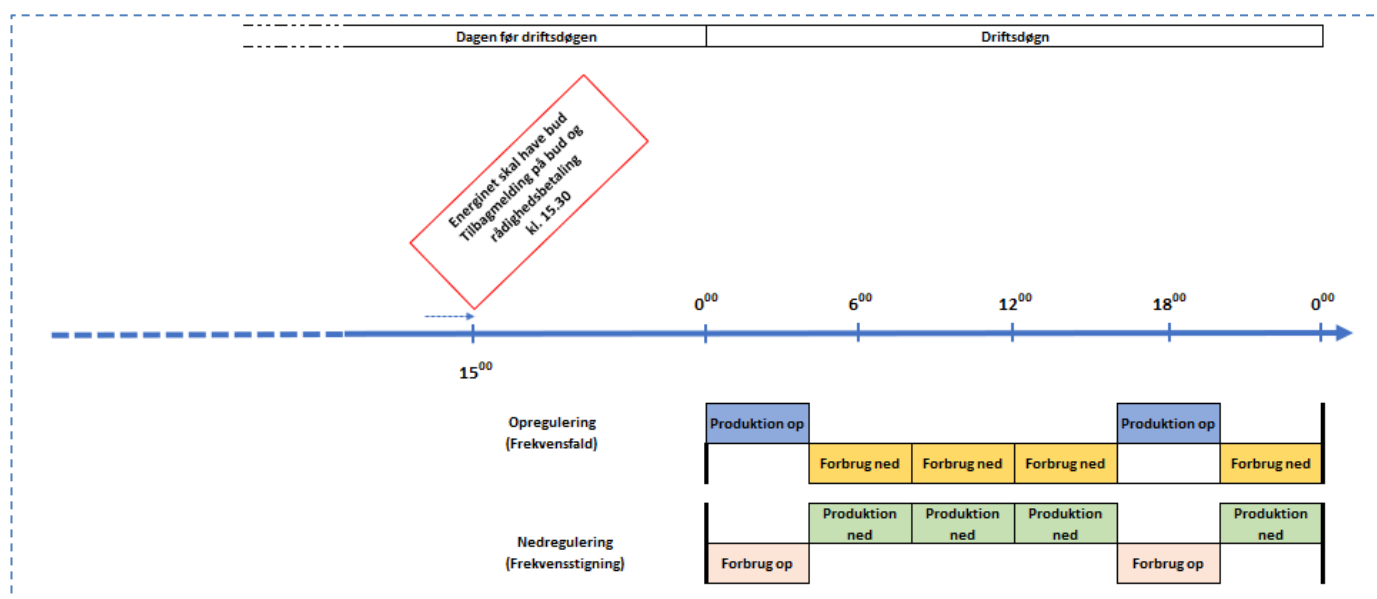 Dagen før driftsdøgen
Driftsdøgn
Energinet skal have bud
Tilbagmelding på bud og
rådighedsbetaling
kl. 15.30
0⁰⁰
6⁰⁰
12⁰⁰
18⁰⁰
0⁰⁰
15⁰⁰
Opregulering
(Frekvensfald)
Produktion op
Produktion op
Forbrug ned
Forbrug ned
Forbrug ned
Forbrug ned
Nedregulering
(Frekvensstigning)
Produktion
ned
Produktion
ned
Produktion
ned
Produktion
ned
Forbrug op
Forbrug op